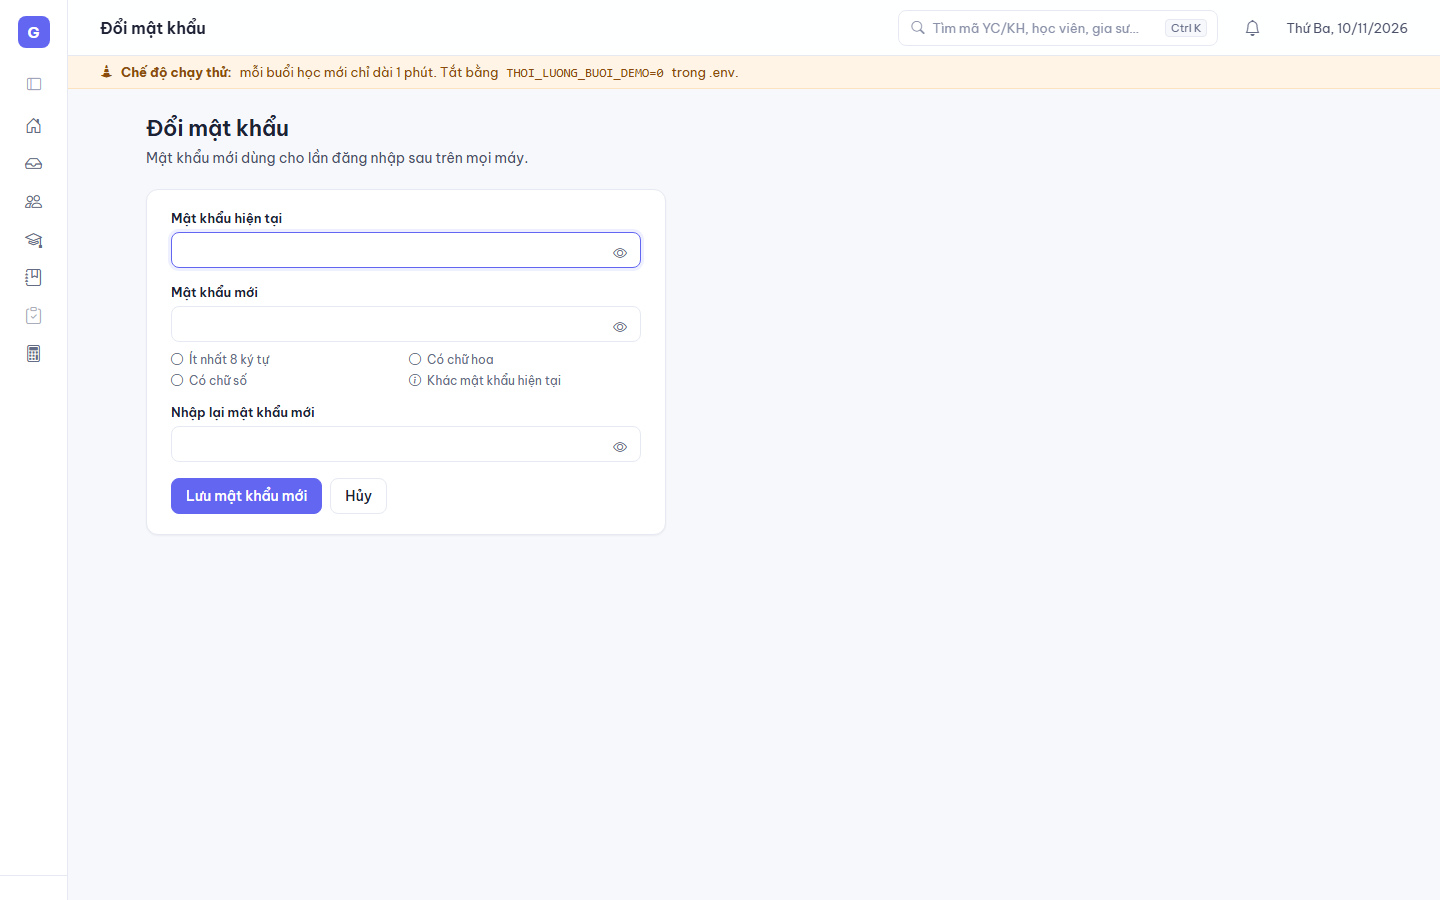 G
Đổi mật khẩu
Tìm mã YC/KH, học viên, gia sư...
Ctrl K
Thứ Ba, 10/11/2026
Chế độ chạy thử: mỗi buổi học mới chỉ dài 1 phút. Tắt bằng THOI_LUONG_BUOI_DEMO=0 trong .env.
Đổi mật khẩu
Mật khẩu mới dùng cho lần đăng nhập sau trên mọi máy.
Mật khẩu hiện tại
Mật khẩu mới
Ít nhất 8 ký tự
Có chữ hoa
Có chữ số
Khác mật khẩu hiện tại
Nhập lại mật khẩu mới
Lưu mật khẩu mới
Hủy